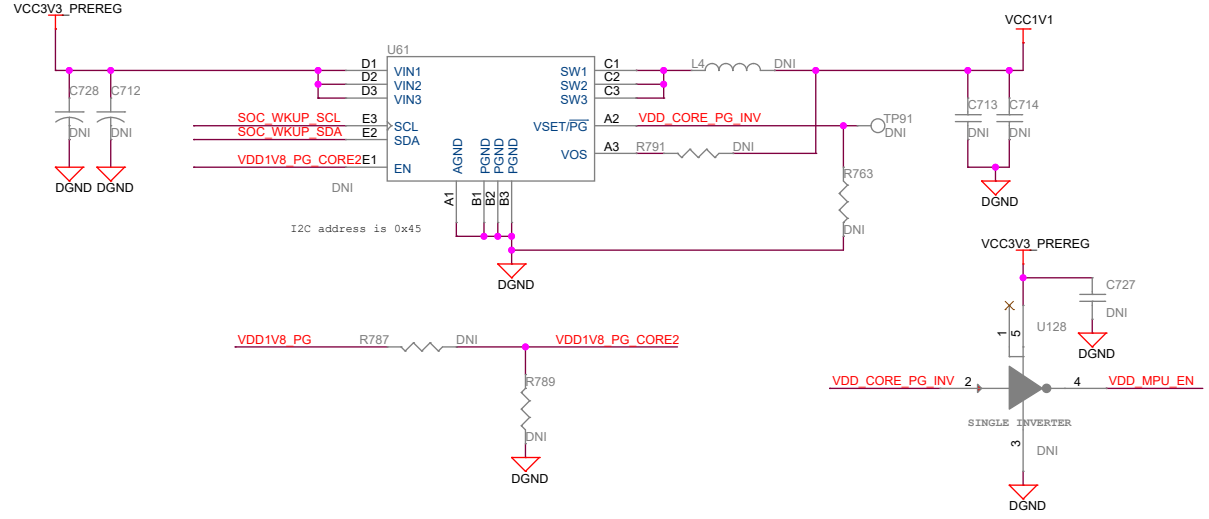 VCC3V3_PREREG
VCC1V1
U61
D1 VIN1 SW1 C1 L4 DNI
D2 VIN2 SW2 C2
D3 VIN3 SW3 C3
C728 C712
C713 C714
DNI DNI
DNI DNI
SOC_WKUP_SCL E3 SCL VSET/PG A2 VDD_CORE_PG_INV TP91
DNI
SOC_WKUP_SDA E2 SDA
VDD1V8_PG_CORE2 E1 EN VOS A3 R791 DNI
AGND PGND PGND PGND
R763
DGND DGND
DNI
A1 B1 B2 B3
DGND
I2C address is 0x45
DNI
DGND
VCC3V3_PREREG
C727
DNI
1 5 U128
DGND
VDD1V8_PG R787 DNI VDD1V8_PG_CORE2
R789
DNI
DGND
VDD_CORE_PG_INV 2 4 VDD_MPU_EN
SINGLE INVERTER
3 DNI
DGND